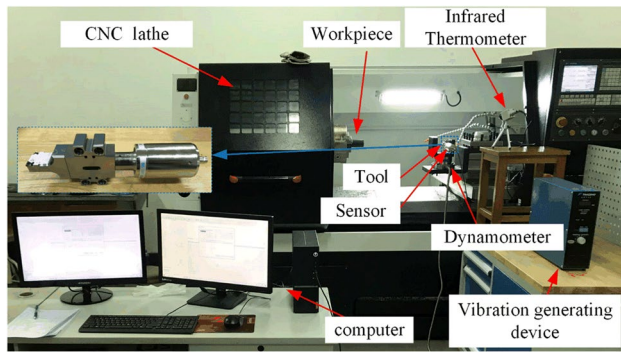 CNC lathe
Workpiece
Infrared
Thermometer
Tool
Sensor
Dynamometer
Vibration generating
device
computer